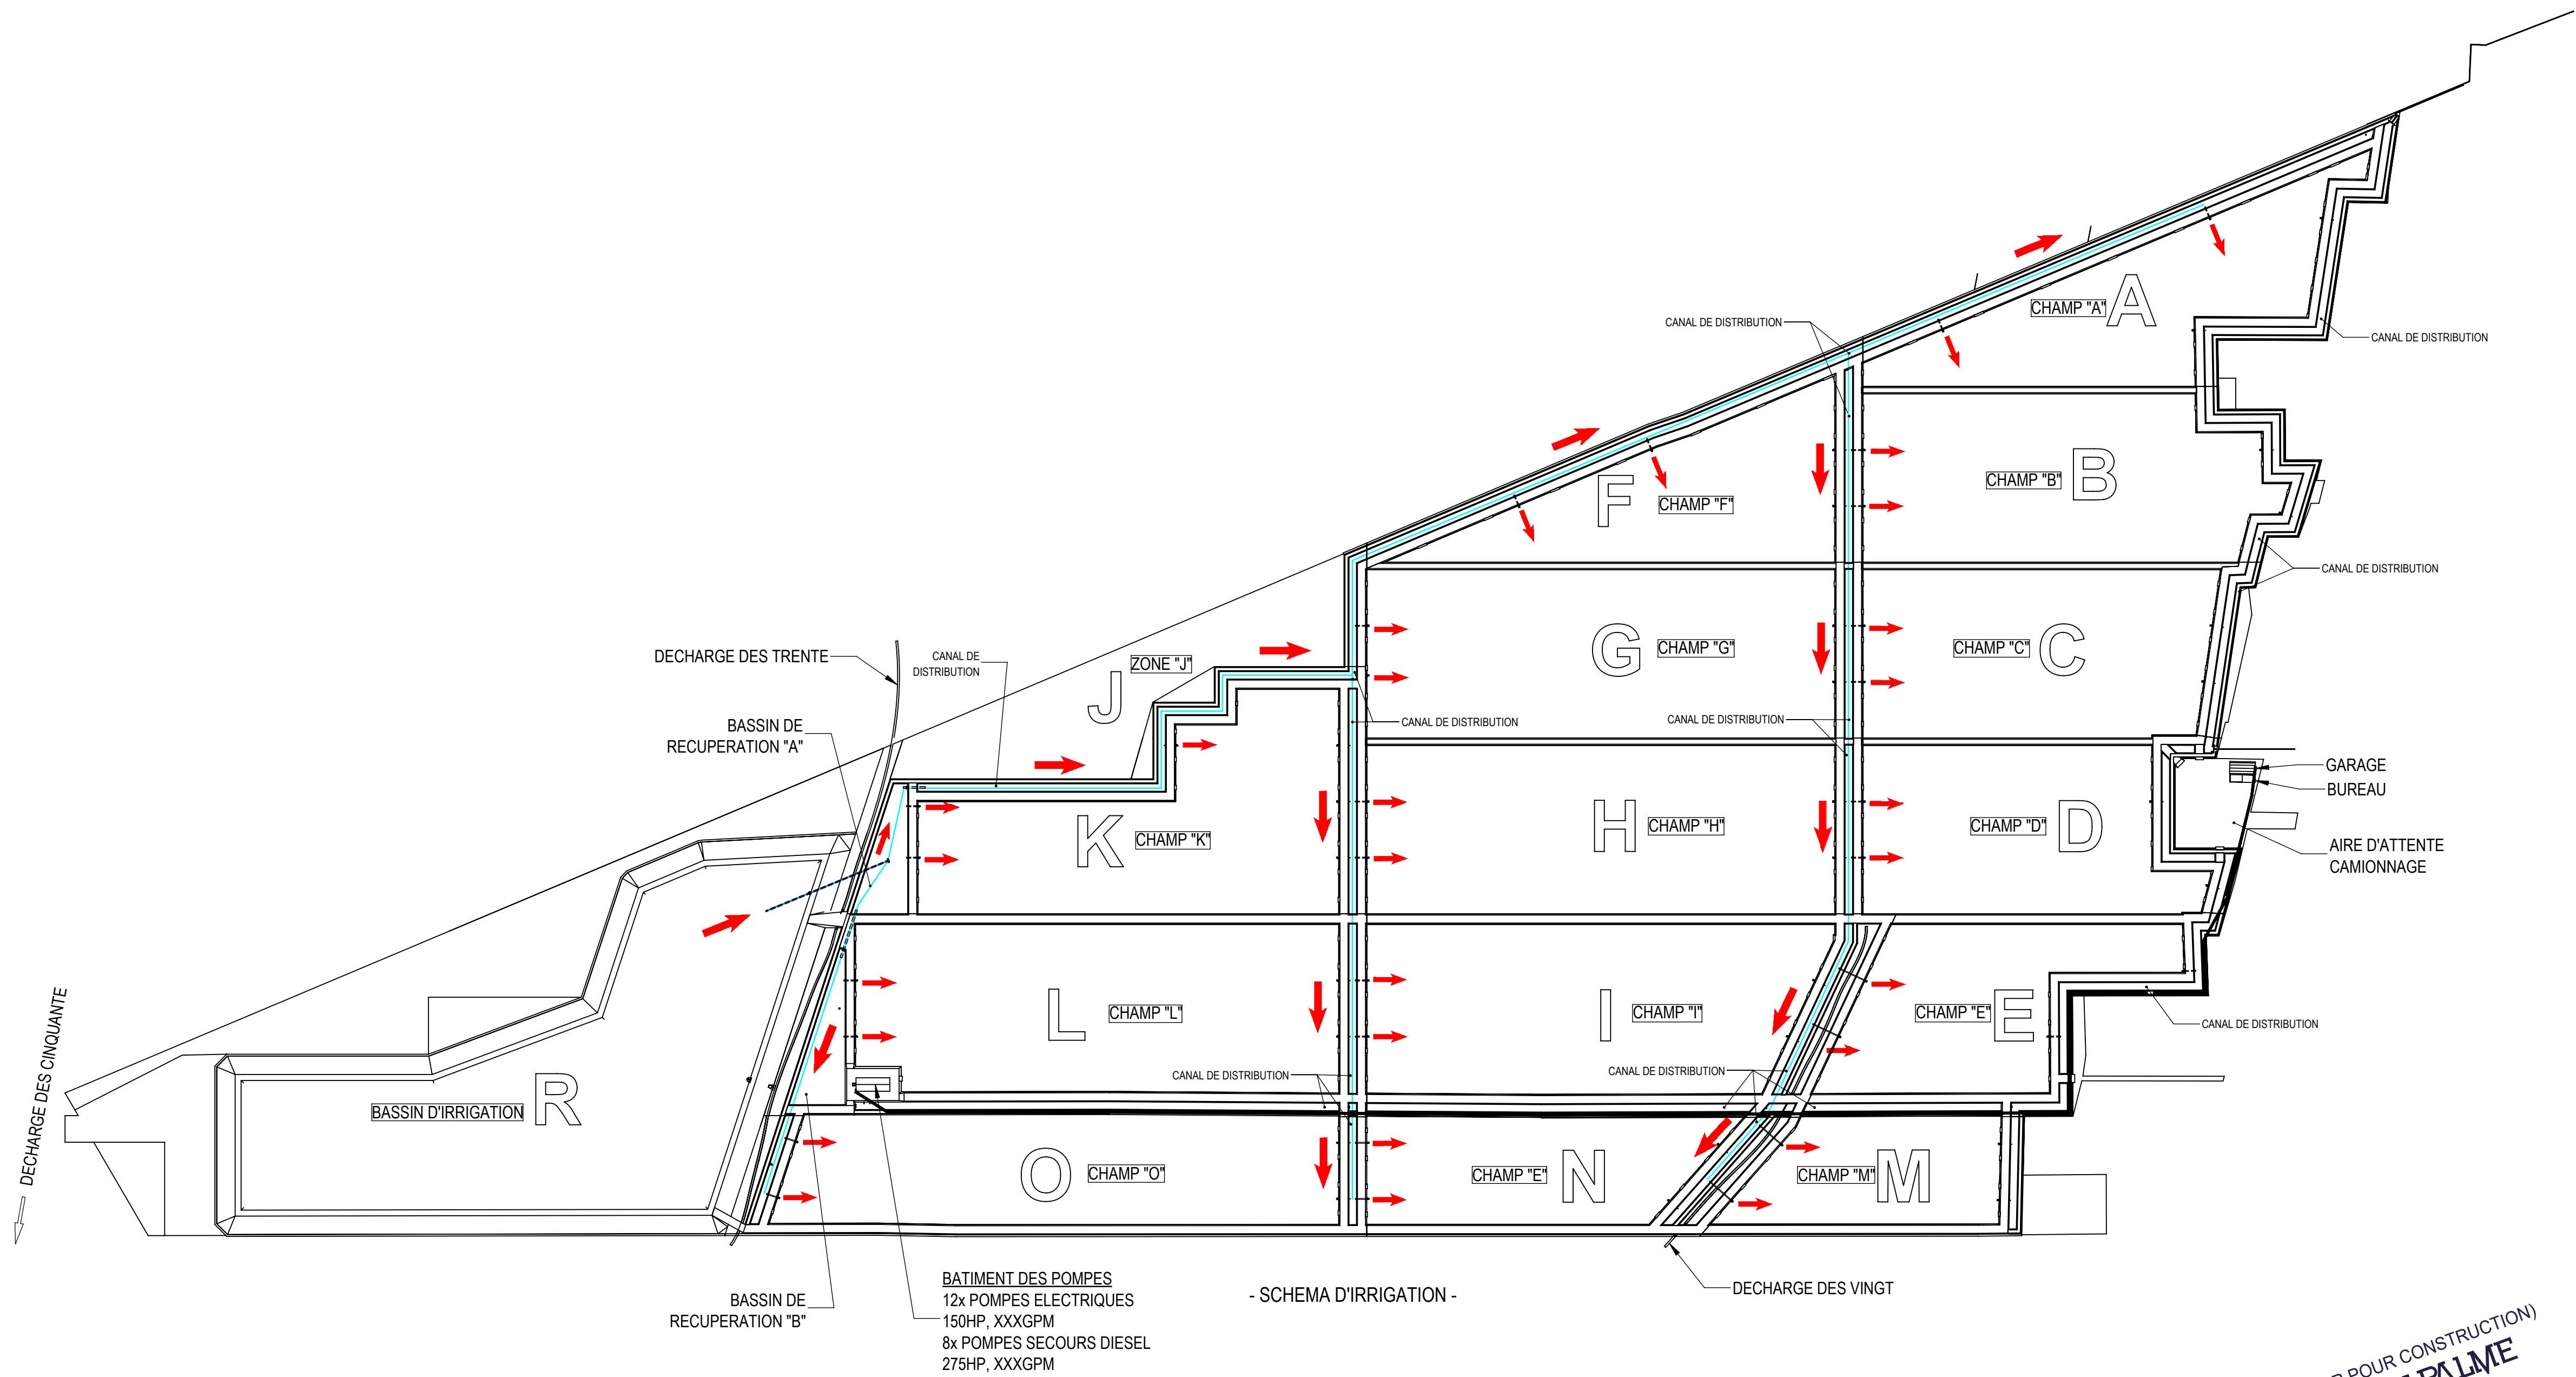 CANAL DE DISTRIBUTION
A
CHAMP "A"
CANAL DE DISTRIBUTION
B
CHAMP "B"
F
CHAMP "F"
CANAL DE DISTRIBUTION
G
CHAMP "G"
CHAMP "C"
C
DECHARGE DES TRENTE
CANAL DE
DISTRIBUTION
J
ZONE "J"
CANAL DE DISTRIBUTION
CANAL DE DISTRIBUTION
BASSIN DE
RECUPERATION "A"
GARAGE
BUREAU
K
CHAMP "K"
H
CHAMP "H"
CHAMP "D"
D
AIRE D'ATTENTE
CAMIONNAGE
DECHARGE DES CINQUANTE
L
CHAMP "L"
I
CHAMP "I"
CHAMP "E"
E
CANAL DE DISTRIBUTION
CANAL DE DISTRIBUTION
CANAL DE DISTRIBUTION
BASSIN D'IRRIGATION
R
O
CHAMP "O"
CHAMP "E"
N
CHAMP "M"
M
BASSIN DE
RECUPERATION "B"
BATIMENT DES POMPES
12x POMPES ELECTRIQUES
150HP, XXXGPM
8x POMPES SECOURS DIESEL
275HP, XXXGPM
- SCHEMA D'IRRIGATION -
DECHARGE DES VINGT
POUR CONSTRUCTION)